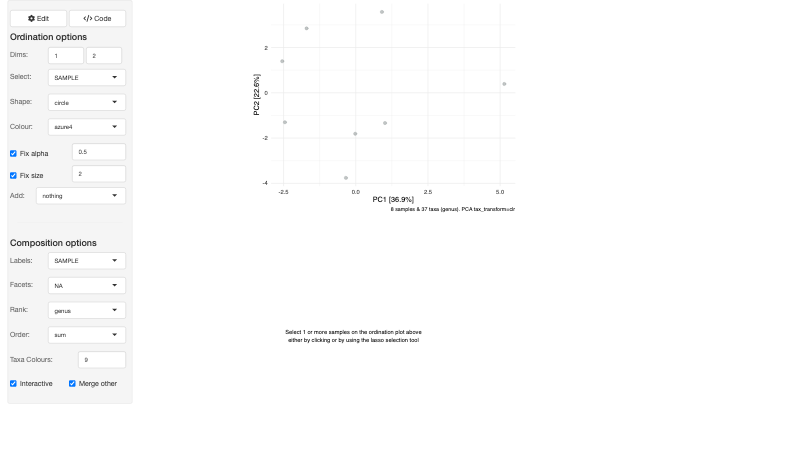 Edit
</> Code
Ordination options
Dims: 1 2
Select: SAMPLE
Shape: circle
Colour: azure4
Fix alpha 0.5
Fix size 2
Add: nothing
Composition options
Labels: SAMPLE
Facets: NA
Rank: genus
Order: sum
Taxa Colours: 9
Interactive
Merge other
PC2 [22.6%]
2
0
-2
-4
-2.5 0.0 2.5 5.0
PC1 [36.9%]
8 samples & 37 taxa (genus). PCA tax_transform=clr
Select 1 or more samples on the ordination plot above
either by clicking or by using the lasso selection tool